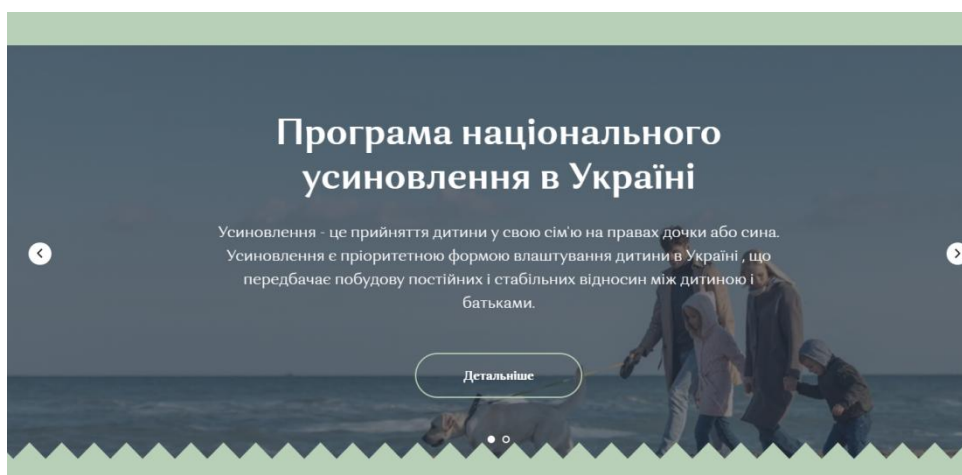 Програма національного
усиновлення в Україні
Усиновлення - це прийняття дитини у свою сім'ю на правах дочки або сина.
Усиновлення є пріоритетною формою влаштування дитини в Україні , що
передбачає побудову постійних і стабільних відносин між дитиною і
батьками.
Детальніше